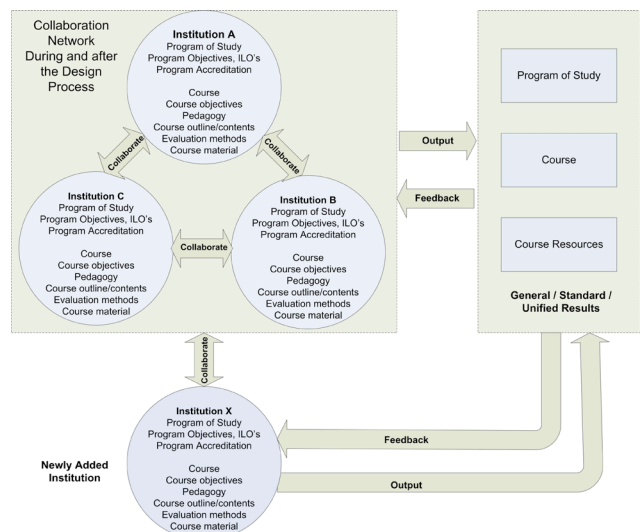 Collaboration
Network
During and after
the Design
Process
Institution A
Program of Study
Program Objectives, ILO's
Program Accreditation
Course
Course objectives
Pedagogy
Course outline/contents
Evaluation methods
Course material
Collaborate
Collaborate
Institution C
Program of Study
Program Objectives, ILO's
Program Accreditation
Course
Course objectives
Pedagogy
Course outline/contents
Evaluation methods
Course material
Collaborate
Institution B
Program of Study
Program Objectives, ILO's
Program Accreditation
Course
Course objectives
Pedagogy
Course outline/contents
Evaluation methods
Course material
Output
Feedback
Program of Study
Course
Course Resources
General / Standard /
Unified Results
Collaborate
Newly Added
Institution
Institution X
Program of Study
Program Objectives, ILO's
Program Accreditation
Course
Course objectives
Pedagogy
Course outline/contents
Evaluation methods
Course material
Feedback
Output